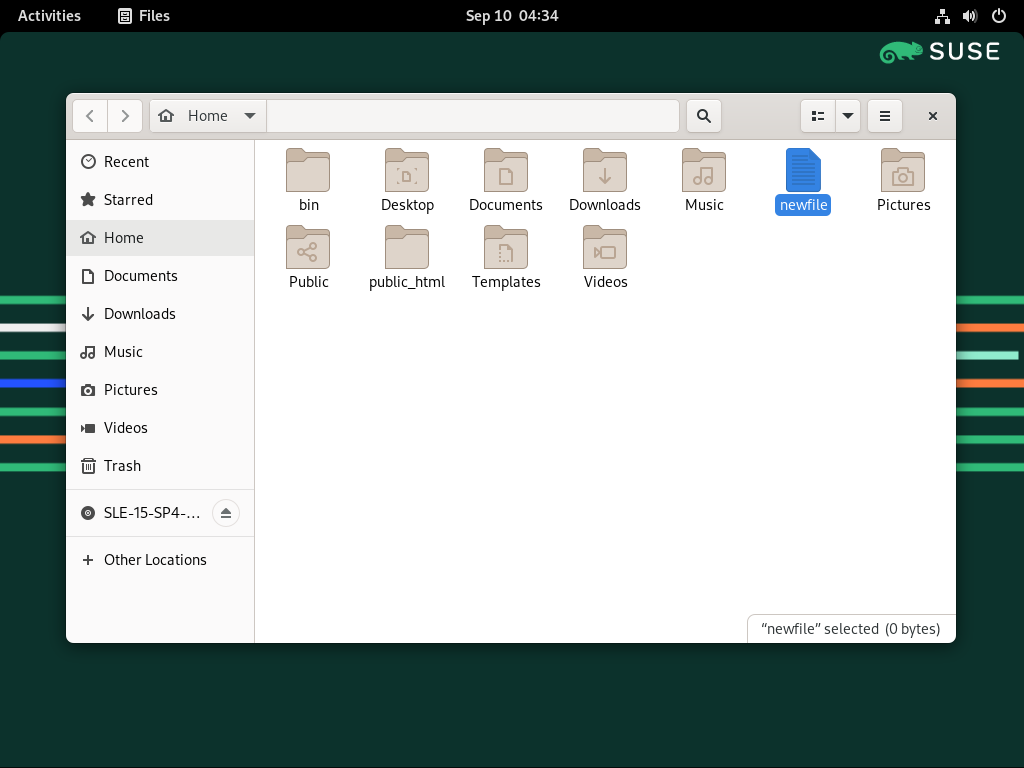 Activities
Files
Sep 10 04:34
SUSE
Home
Recent
Starred
Home
Documents
Downloads
Music
Pictures
Videos
Trash
SLE-15-SP4-...
Other Locations
bin
Desktop
Documents
Downloads
Music
newfile
Pictures
Public
public_html
Templates
Videos
“newfile” selected (0 bytes)